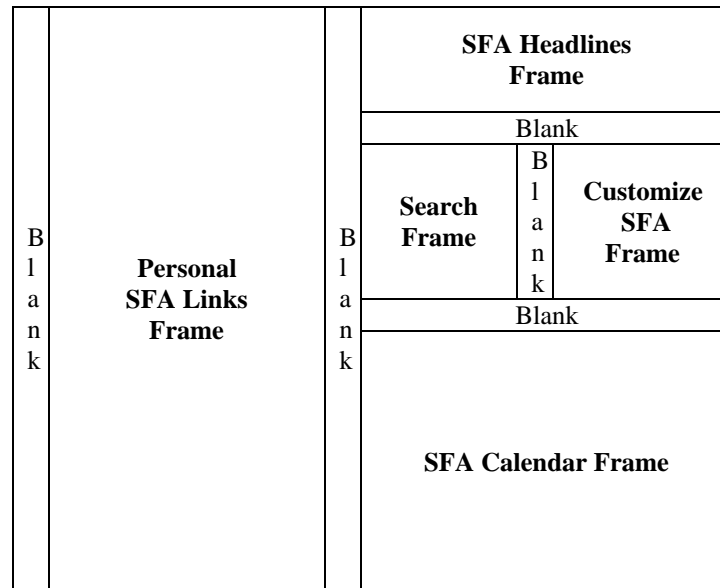 B
l
a
n
k
Personal
SFA Links
Frame
B
l
a
n
k
SFA Headlines
Frame
Blank
Search
Frame
B
l
a
n
k
Customize
SFA
Frame
Blank
SFA Calendar Frame